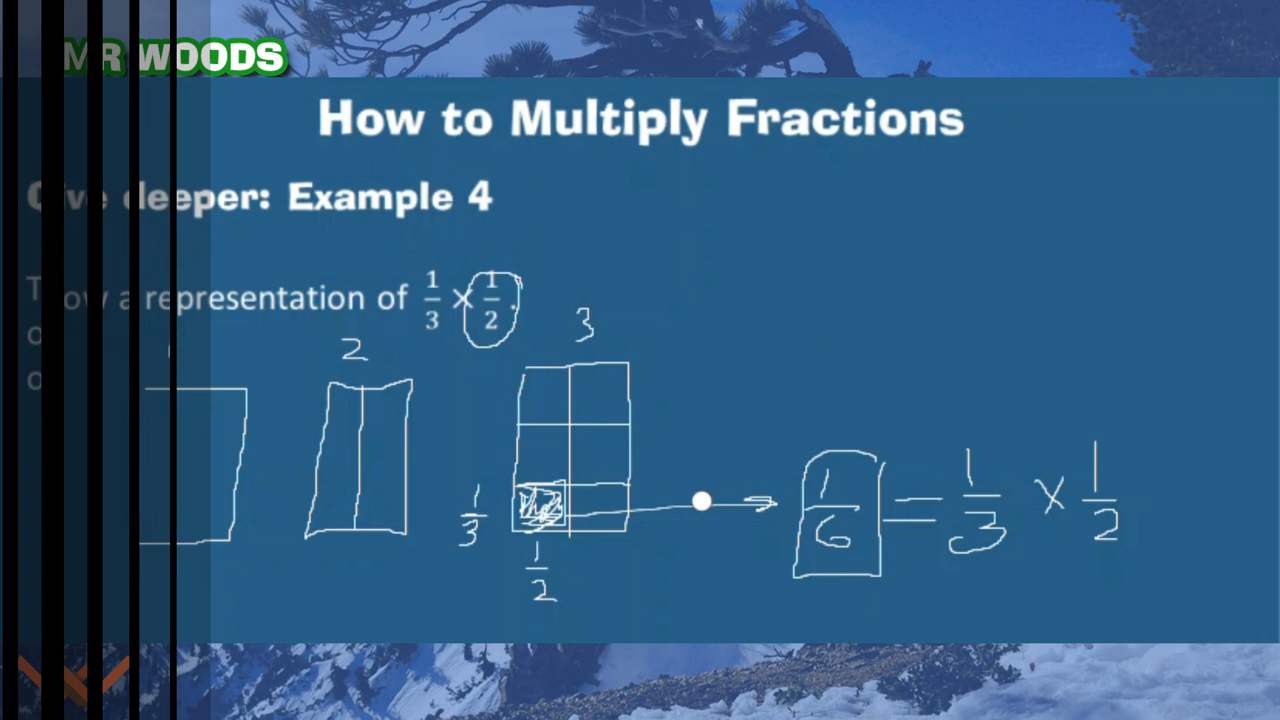 MR WOODS
How to Multiply Fractions
deeper: Example 4
a representation of 1/3 × 1/2.
2
3
1/3
1/2
1/6 = 1/3 × 1/2